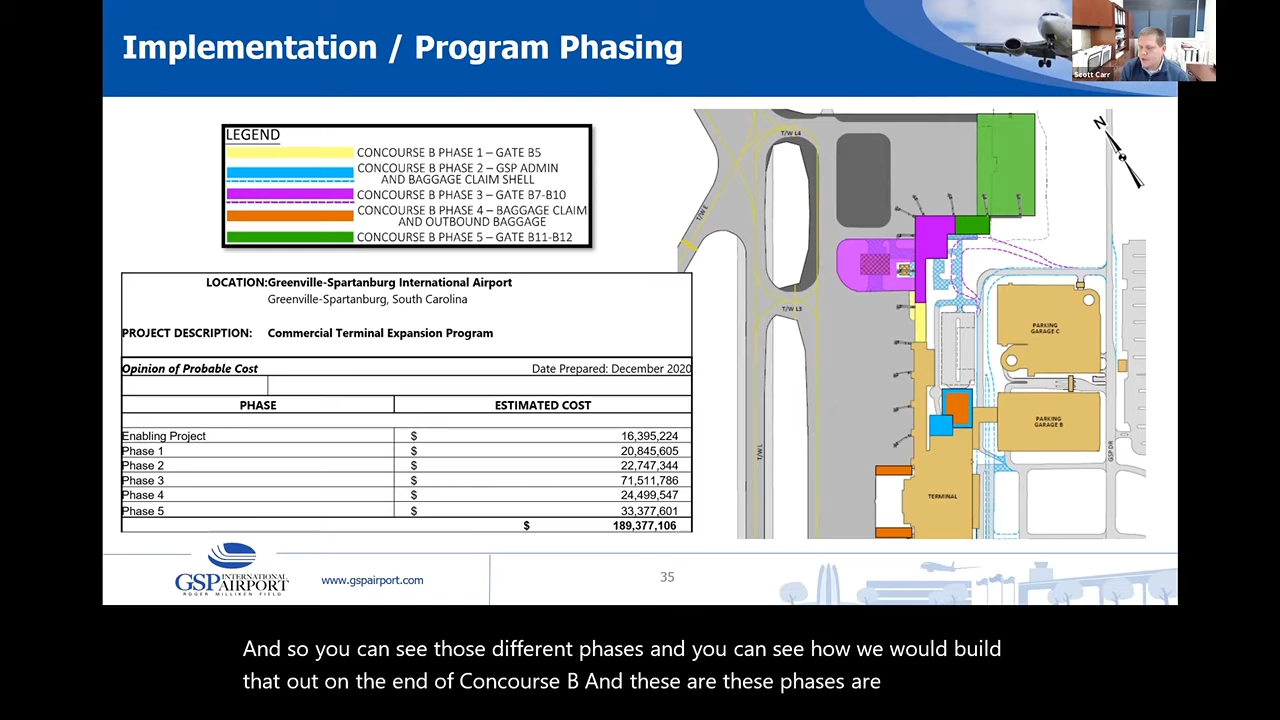 Implementation / Program Phasing
Scott Carr
LEGEND
CONCOURSE B PHASE 1 – GATE B5
CONCOURSE B PHASE 2 – GSP ADMIN
AND BAGGAGE CLAIM SHELL
CONCOURSE B PHASE 3 – GATE B7-B10
CONCOURSE B PHASE 4 – BAGGAGE CLAIM
AND OUTBOUND BAGGAGE
CONCOURSE B PHASE 5 – GATE B11-B12
LOCATION:Greenville-Spartanburg International Airport
Greenville-Spartanburg, South Carolina
PROJECT DESCRIPTION: Commercial Terminal Expansion Program
Opinion of Probable Cost Date Prepared: December 2020
PHASE ESTIMATED COST
Enabling Project $ 16,395,224
Phase 1 $ 20,845,605
Phase 2 $ 22,747,344
Phase 3 $ 71,511,786
Phase 4 $ 24,499,547
Phase 5 $ 33,377,601
$ 189,377,106
T/W L4
N
T/W E
T/W L3
PARKING
GARAGE C
PARKING
GARAGE B
T/W L
GSP DR
TERMINAL
GSP INTERNATIONAL
AIRPORT
ROGER MILLIKEN FIELD
www.gspairport.com
35
And so you can see those different phases and you can see how we would build
that out on the end of Concourse B And these are these phases are